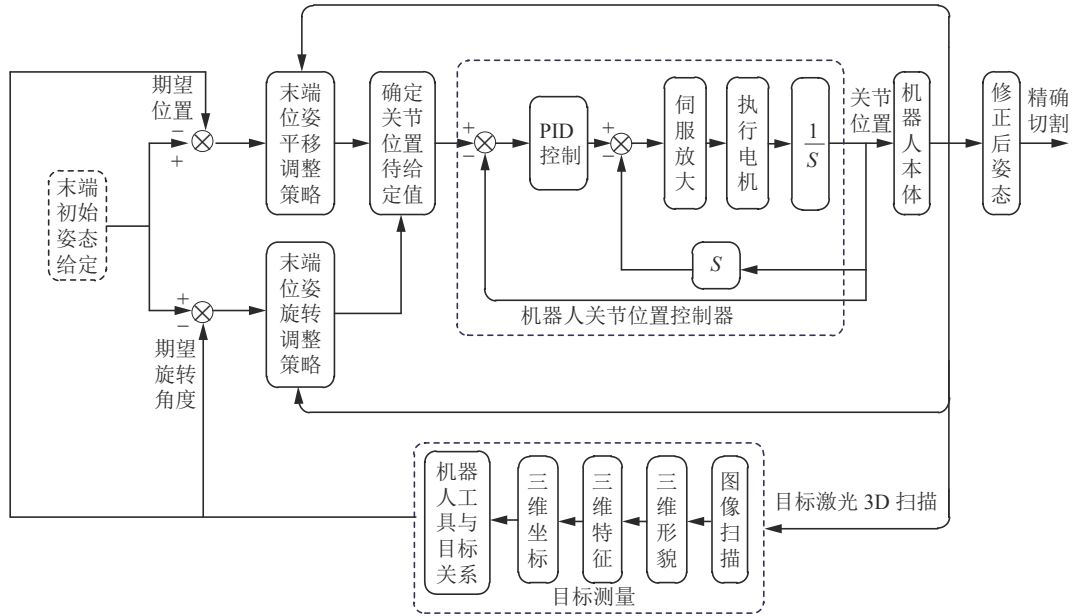 期望
位置
−
+
末端
初始
姿态
给定
+
−
期望
旋转
角度
末端
位姿
平移
调整
策略
末端
位姿
旋转
调整
策略
确定
关节
位置
待给
定值
+
−
PID
控制
+
−
伺服放大
执行电机
1
S
S
机器人关节位置控制器
关节
位置
机器人本体
修正后姿态
精确
切割
机器
人工
具与
目标
关系
三维坐标
三维特征
三维形貌
图像扫描
目标测量
目标激光 3D 扫描